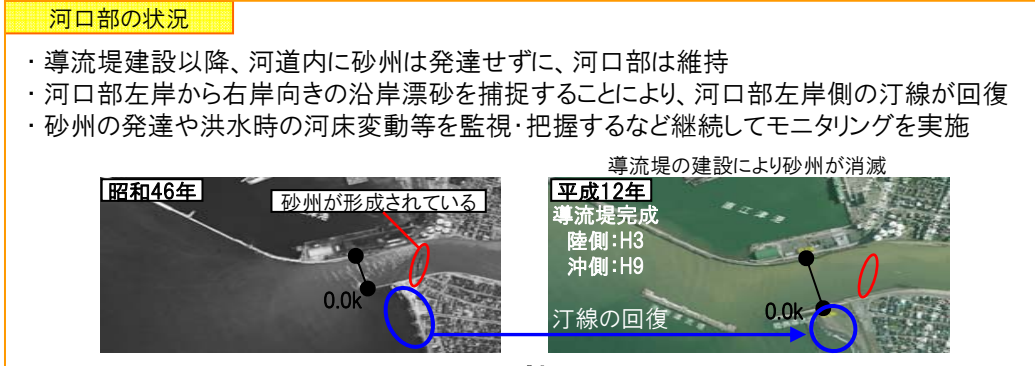 河口部の状況
・導流堤建設以降、河道内に砂州は発達せずに、河口部は維持
・河口部左岸から右岸向きの沿岸漂砂を捕捉することにより、河口部左岸側の汀線が回復
・砂州の発達や洪水時の河床変動等を監視・把握するなど継続してモニタリングを実施
導流堤の建設により砂州が消滅
昭和46年
砂州が形成されている
0.0k
平成12年
導流堤完成
陸側:H3
沖側:H9
直江津港
0.0k
汀線の回復